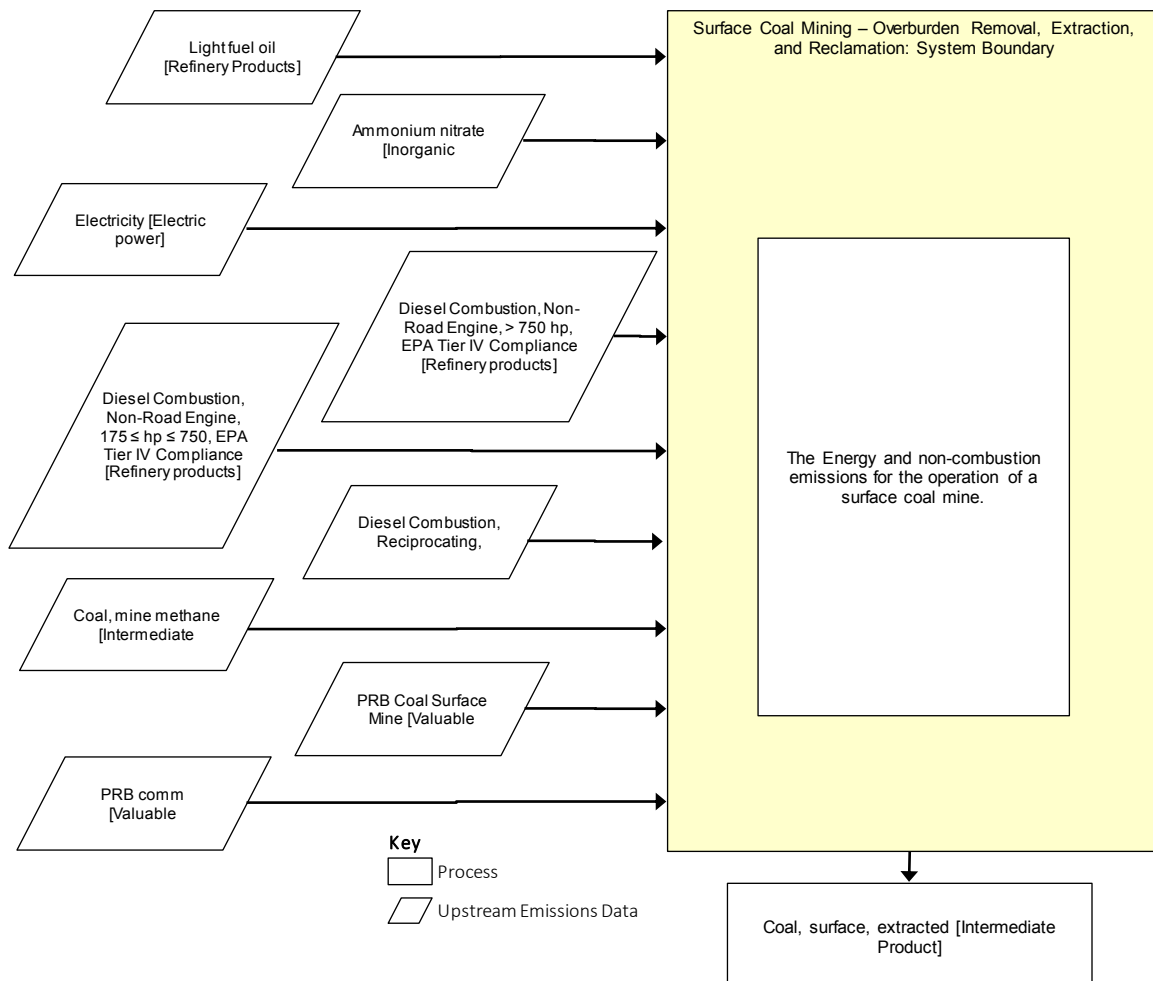 Light fuel oil
[Refinery Products]
Ammonium nitrate
[Inorganic
Electricity [Electric
power]
Diesel Combustion, Non-
Road Engine, > 750 hp,
EPA Tier IV Compliance
[Refinery products]
Diesel Combustion,
Non-Road Engine,
175 ≤ hp ≤ 750, EPA
Tier IV Compliance
[Refinery products]
Diesel Combustion,
Reciprocating,
Coal, mine methane
[Intermediate
PRB Coal Surface
Mine [Valuable
PRB comm
[Valuable
Key
Process
Upstream Emissions Data
Surface Coal Mining – Overburden Removal, Extraction,
and Reclamation: System Boundary
The Energy and non-combustion
emissions for the operation of a
surface coal mine.
Coal, surface, extracted [Intermediate
Product]